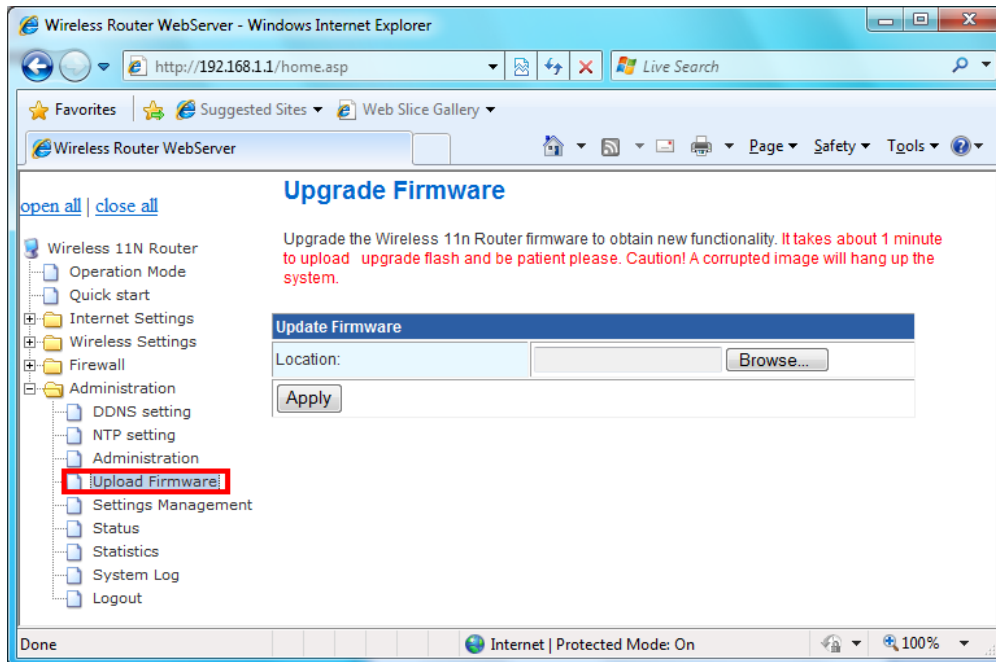 Wireless Router WebServer - Windows Internet Explorer
http://192.168.1.1/home.asp
Live Search
Favorites
Suggested Sites
Web Slice Gallery
Wireless Router WebServer
Page
Safety
Tools
open all | close all
Wireless 11N Router
Operation Mode
Quick start
Internet Settings
Wireless Settings
Firewall
Administration
DDNS setting
NTP setting
Administration
Upload Firmware
Settings Management
Status
Statistics
System Log
Logout
Upgrade Firmware
Upgrade the Wireless 11n Router firmware to obtain new functionality. It takes about 1 minute
to upload upgrade flash and be patient please. Caution! A corrupted image will hang up the
system.
Update Firmware
Location:
Browse...
Apply
Done
Internet | Protected Mode: On
100%